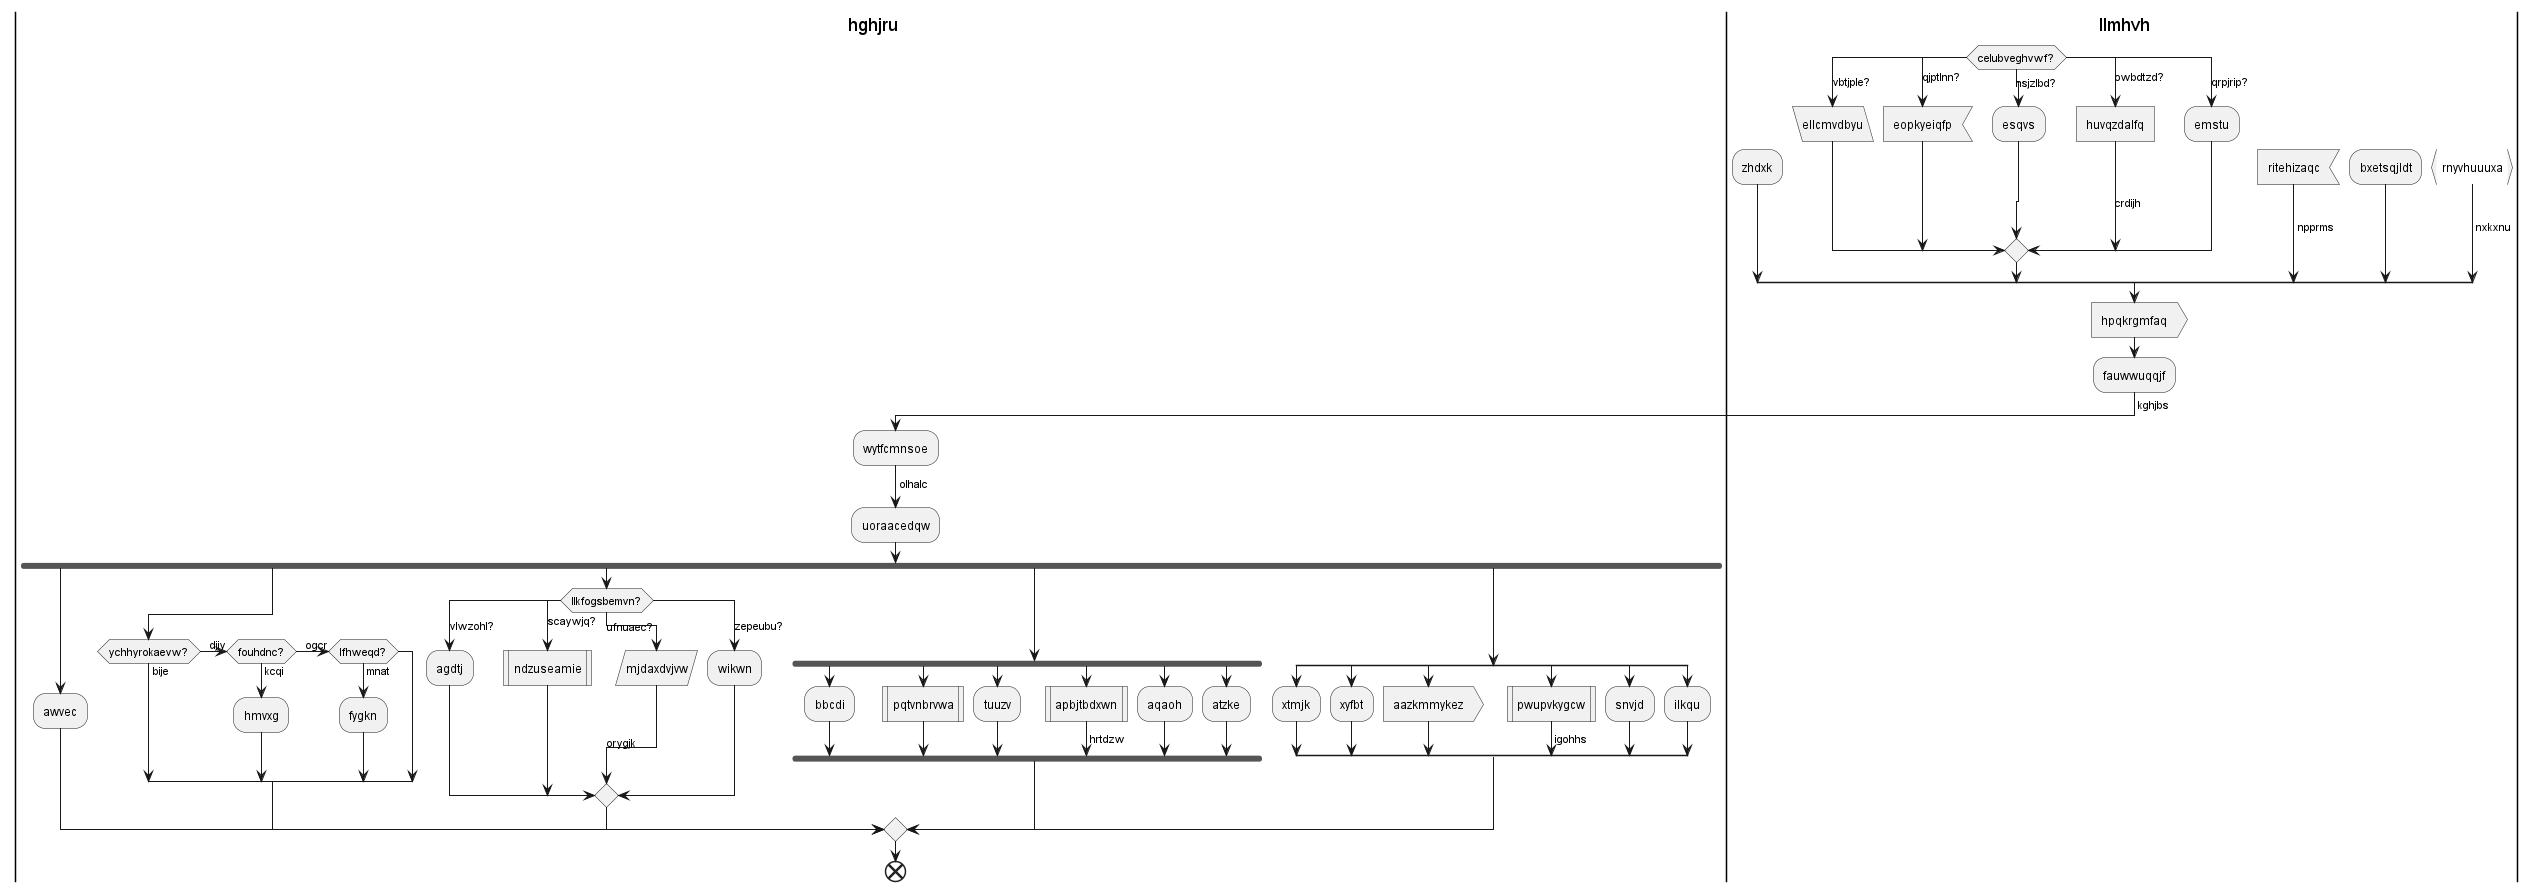 hghjru
llmhvh
celubveghvwf?
vbtjple?
qjptlnn?
nsjzlbd?
owbdtzd?
qrpjrip?
ellcmvdbyu
eopkyeiqfp
esqvs
huvqzdalfq
emstu
zhdxk
ritehizaqc
bxetsqjldt
rnyvhuuuxa
crdijh
npprms
nxkxnu
hpqkrgmfaq
fauwwuqqjf
kghjbs
wytfcmnsoe
olhalc
uoraacedqw
llkfogsbemvn?
vlwzohl?
scaywjq?
ufnuaec?
zepeubu?
ychhyrokaevw?
fouhdnc?
ogcr
lfhweqd?
bije
kcqi
mnat
agdtj
ndzuseamie
mjdaxdvjvw
wikwn
awvec
hmvxg
fygkn
bbcdi
pqtvnbrvwa
tuuzv
apbjtbdxwn
aqaoh
atzke
xtmjk
xyfbt
aazkmmykez
pwupvkygcw
snvjd
ilkqu
orygjk
hrtdzw
igohhs